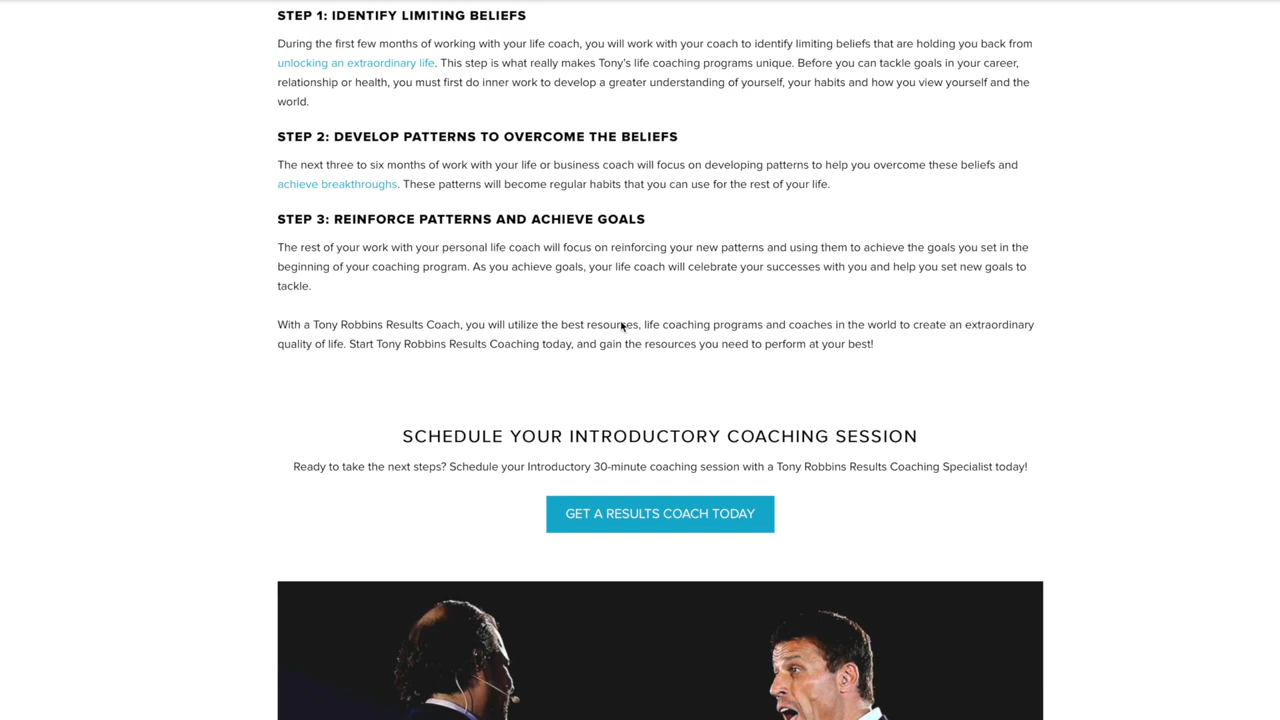 STEP 1: IDENTIFY LIMITING BELIEFS
During the first few months of working with your life coach, you will work with your coach to identify limiting beliefs that are holding you back from
unlocking an extraordinary life. This step is what really makes Tony’s life coaching programs unique. Before you can tackle goals in your career,
relationship or health, you must first do inner work to develop a greater understanding of yourself, your habits and how you view yourself and the
world.
STEP 2: DEVELOP PATTERNS TO OVERCOME THE BELIEFS
The next three to six months of work with your life or business coach will focus on developing patterns to help you overcome these beliefs and
achieve breakthroughs. These patterns will become regular habits that you can use for the rest of your life.
STEP 3: REINFORCE PATTERNS AND ACHIEVE GOALS
The rest of your work with your personal life coach will focus on reinforcing your new patterns and using them to achieve the goals you set in the
beginning of your coaching program. As you achieve goals, your life coach will celebrate your successes with you and help you set new goals to
tackle.
With a Tony Robbins Results Coach, you will utilize the best resources, life coaching programs and coaches in the world to create an extraordinary
quality of life. Start Tony Robbins Results Coaching today, and gain the resources you need to perform at your best!
SCHEDULE YOUR INTRODUCTORY COACHING SESSION
Ready to take the next steps? Schedule your Introductory 30-minute coaching session with a Tony Robbins Results Coaching Specialist today!
GET A RESULTS COACH TODAY